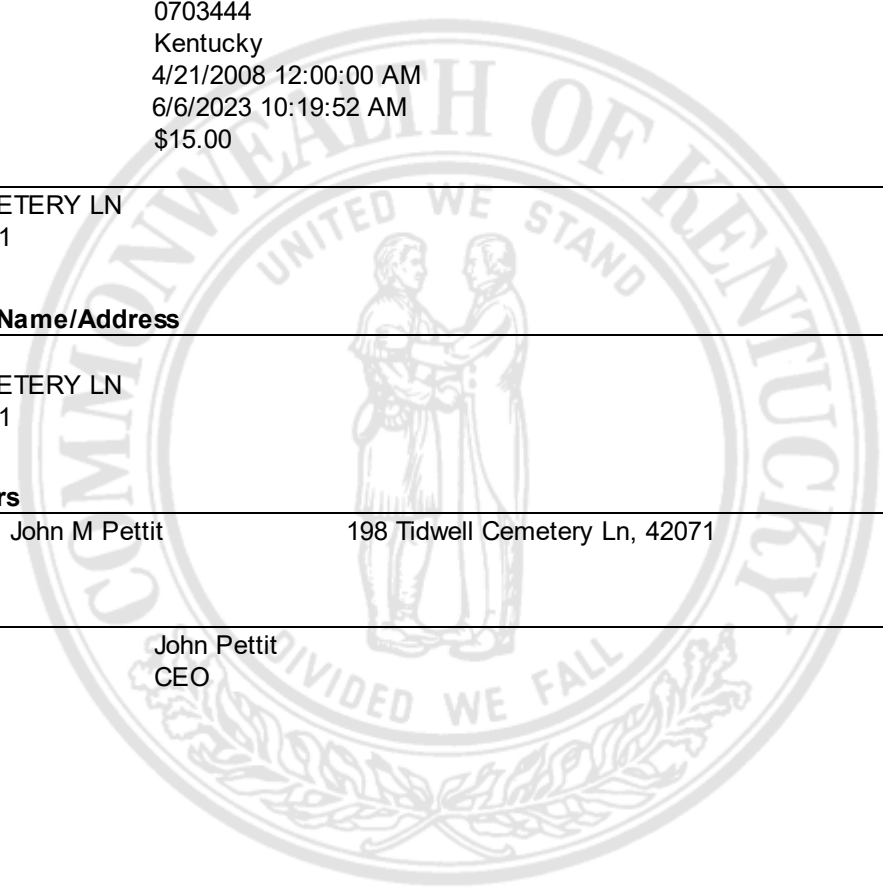 0703444
Kentucky
4/21/2008 12:00:00 AM
6/6/2023 10:19:52 AM
$15.00
ETERY LN
1
Name/Address
ETERY LN
1
rs
John M Pettit 198 Tidwell Cemetery Ln, 42071
John Pettit
CEO
COMMONWEALTH OF KENTUCKY
UNITED WE STAND
DIVIDED WE FALL